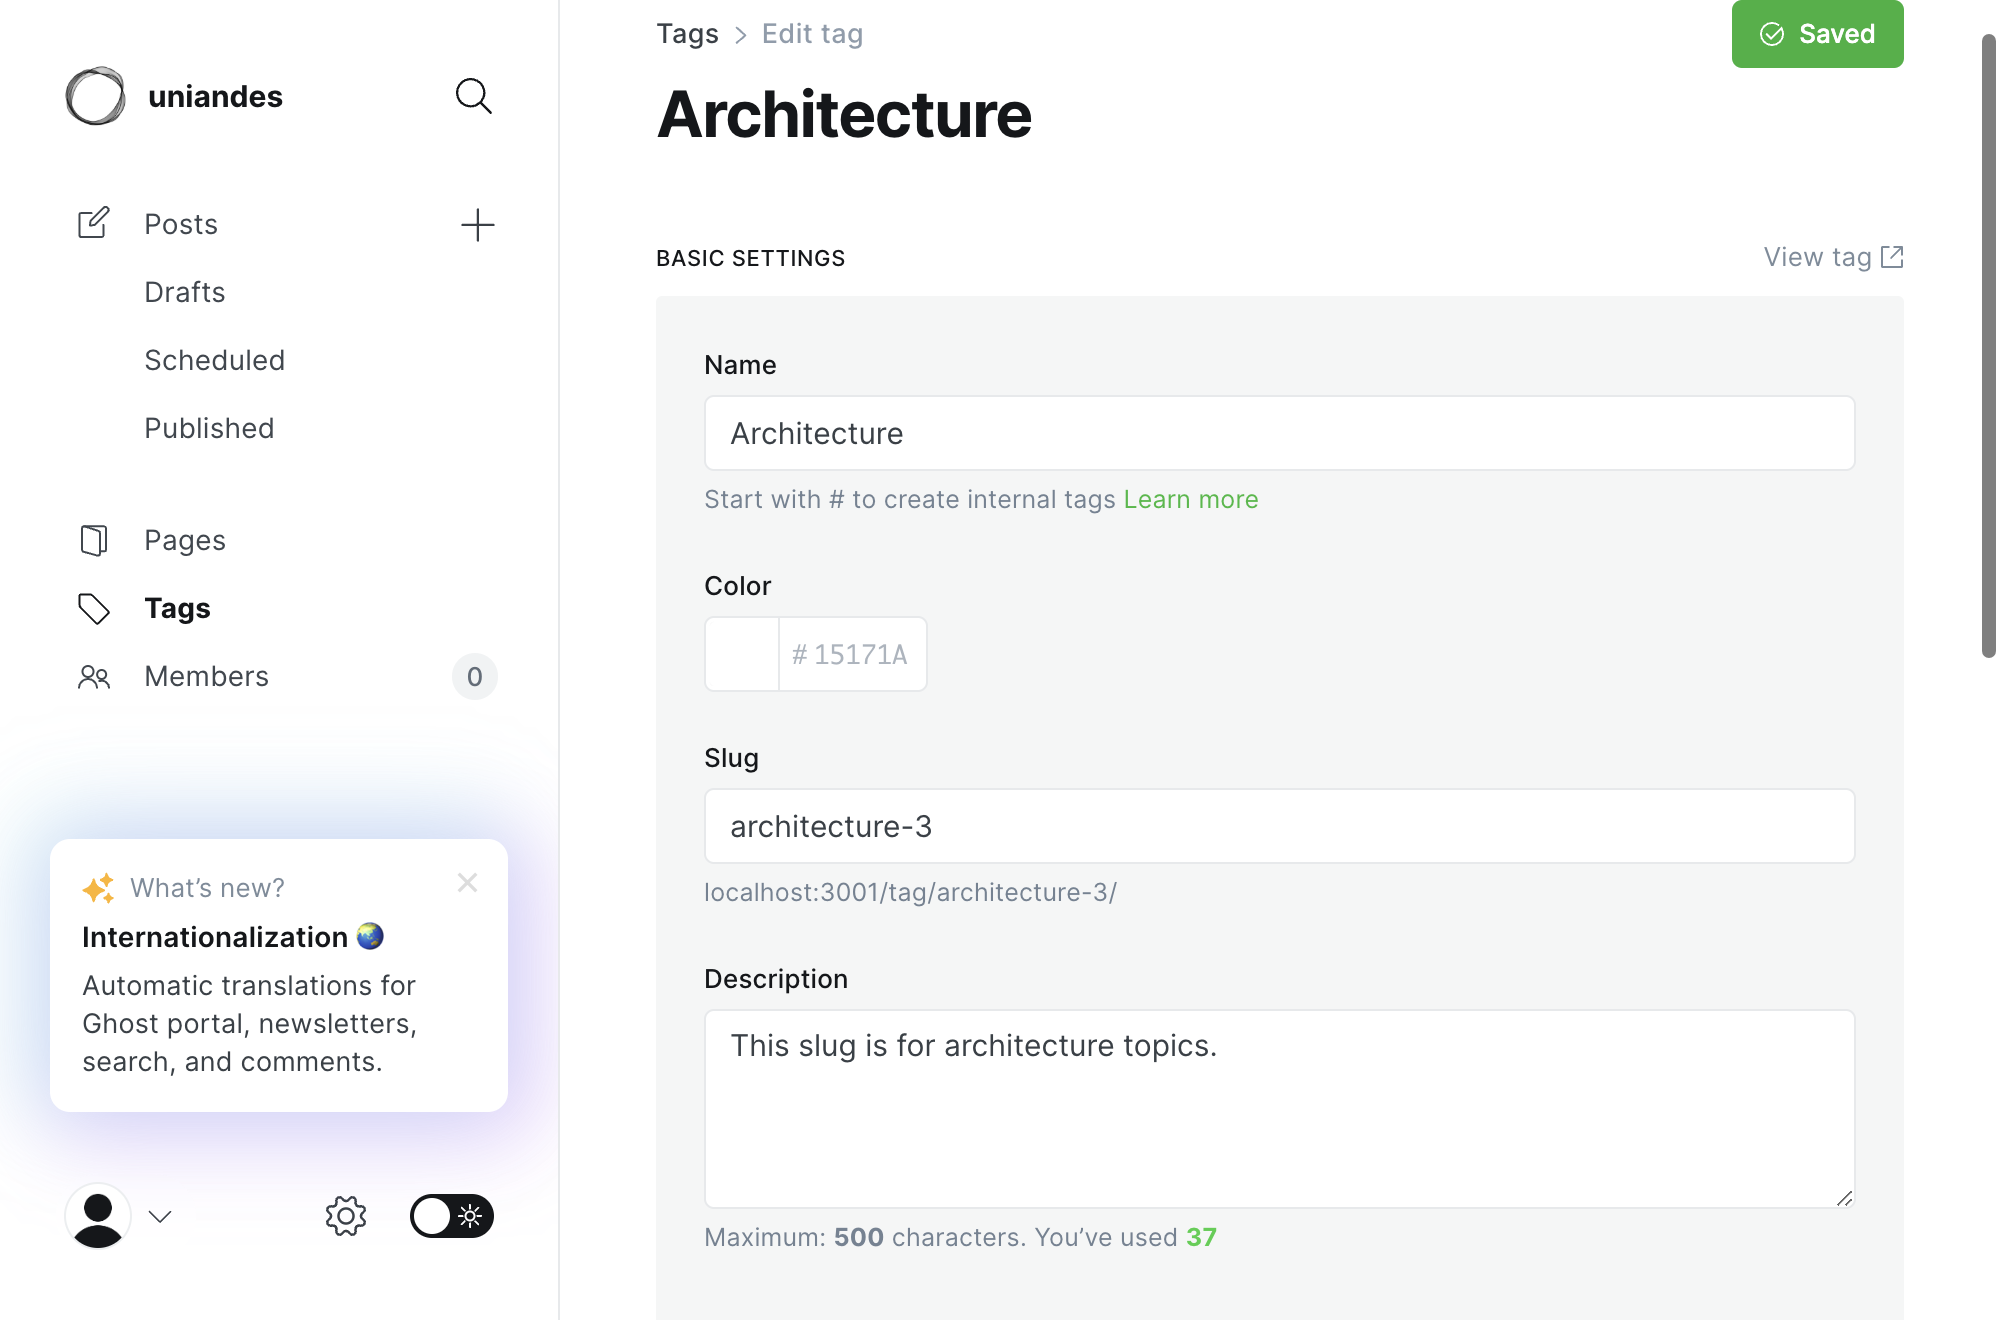 uniandes
Posts
Drafts
Scheduled
Published
Pages
Tags
Members
0
What’s new?
Internationalization 🌏
Automatic translations for
Ghost portal, newsletters,
search, and comments.
Tags > Edit tag
Saved
Architecture
BASIC SETTINGS
View tag
Name
Architecture
Start with # to create internal tags Learn more
Color
# 15171A
Slug
architecture-3
localhost:3001/tag/architecture-3/
Description
This slug is for architecture topics.
Maximum: 500 characters. You’ve used 37